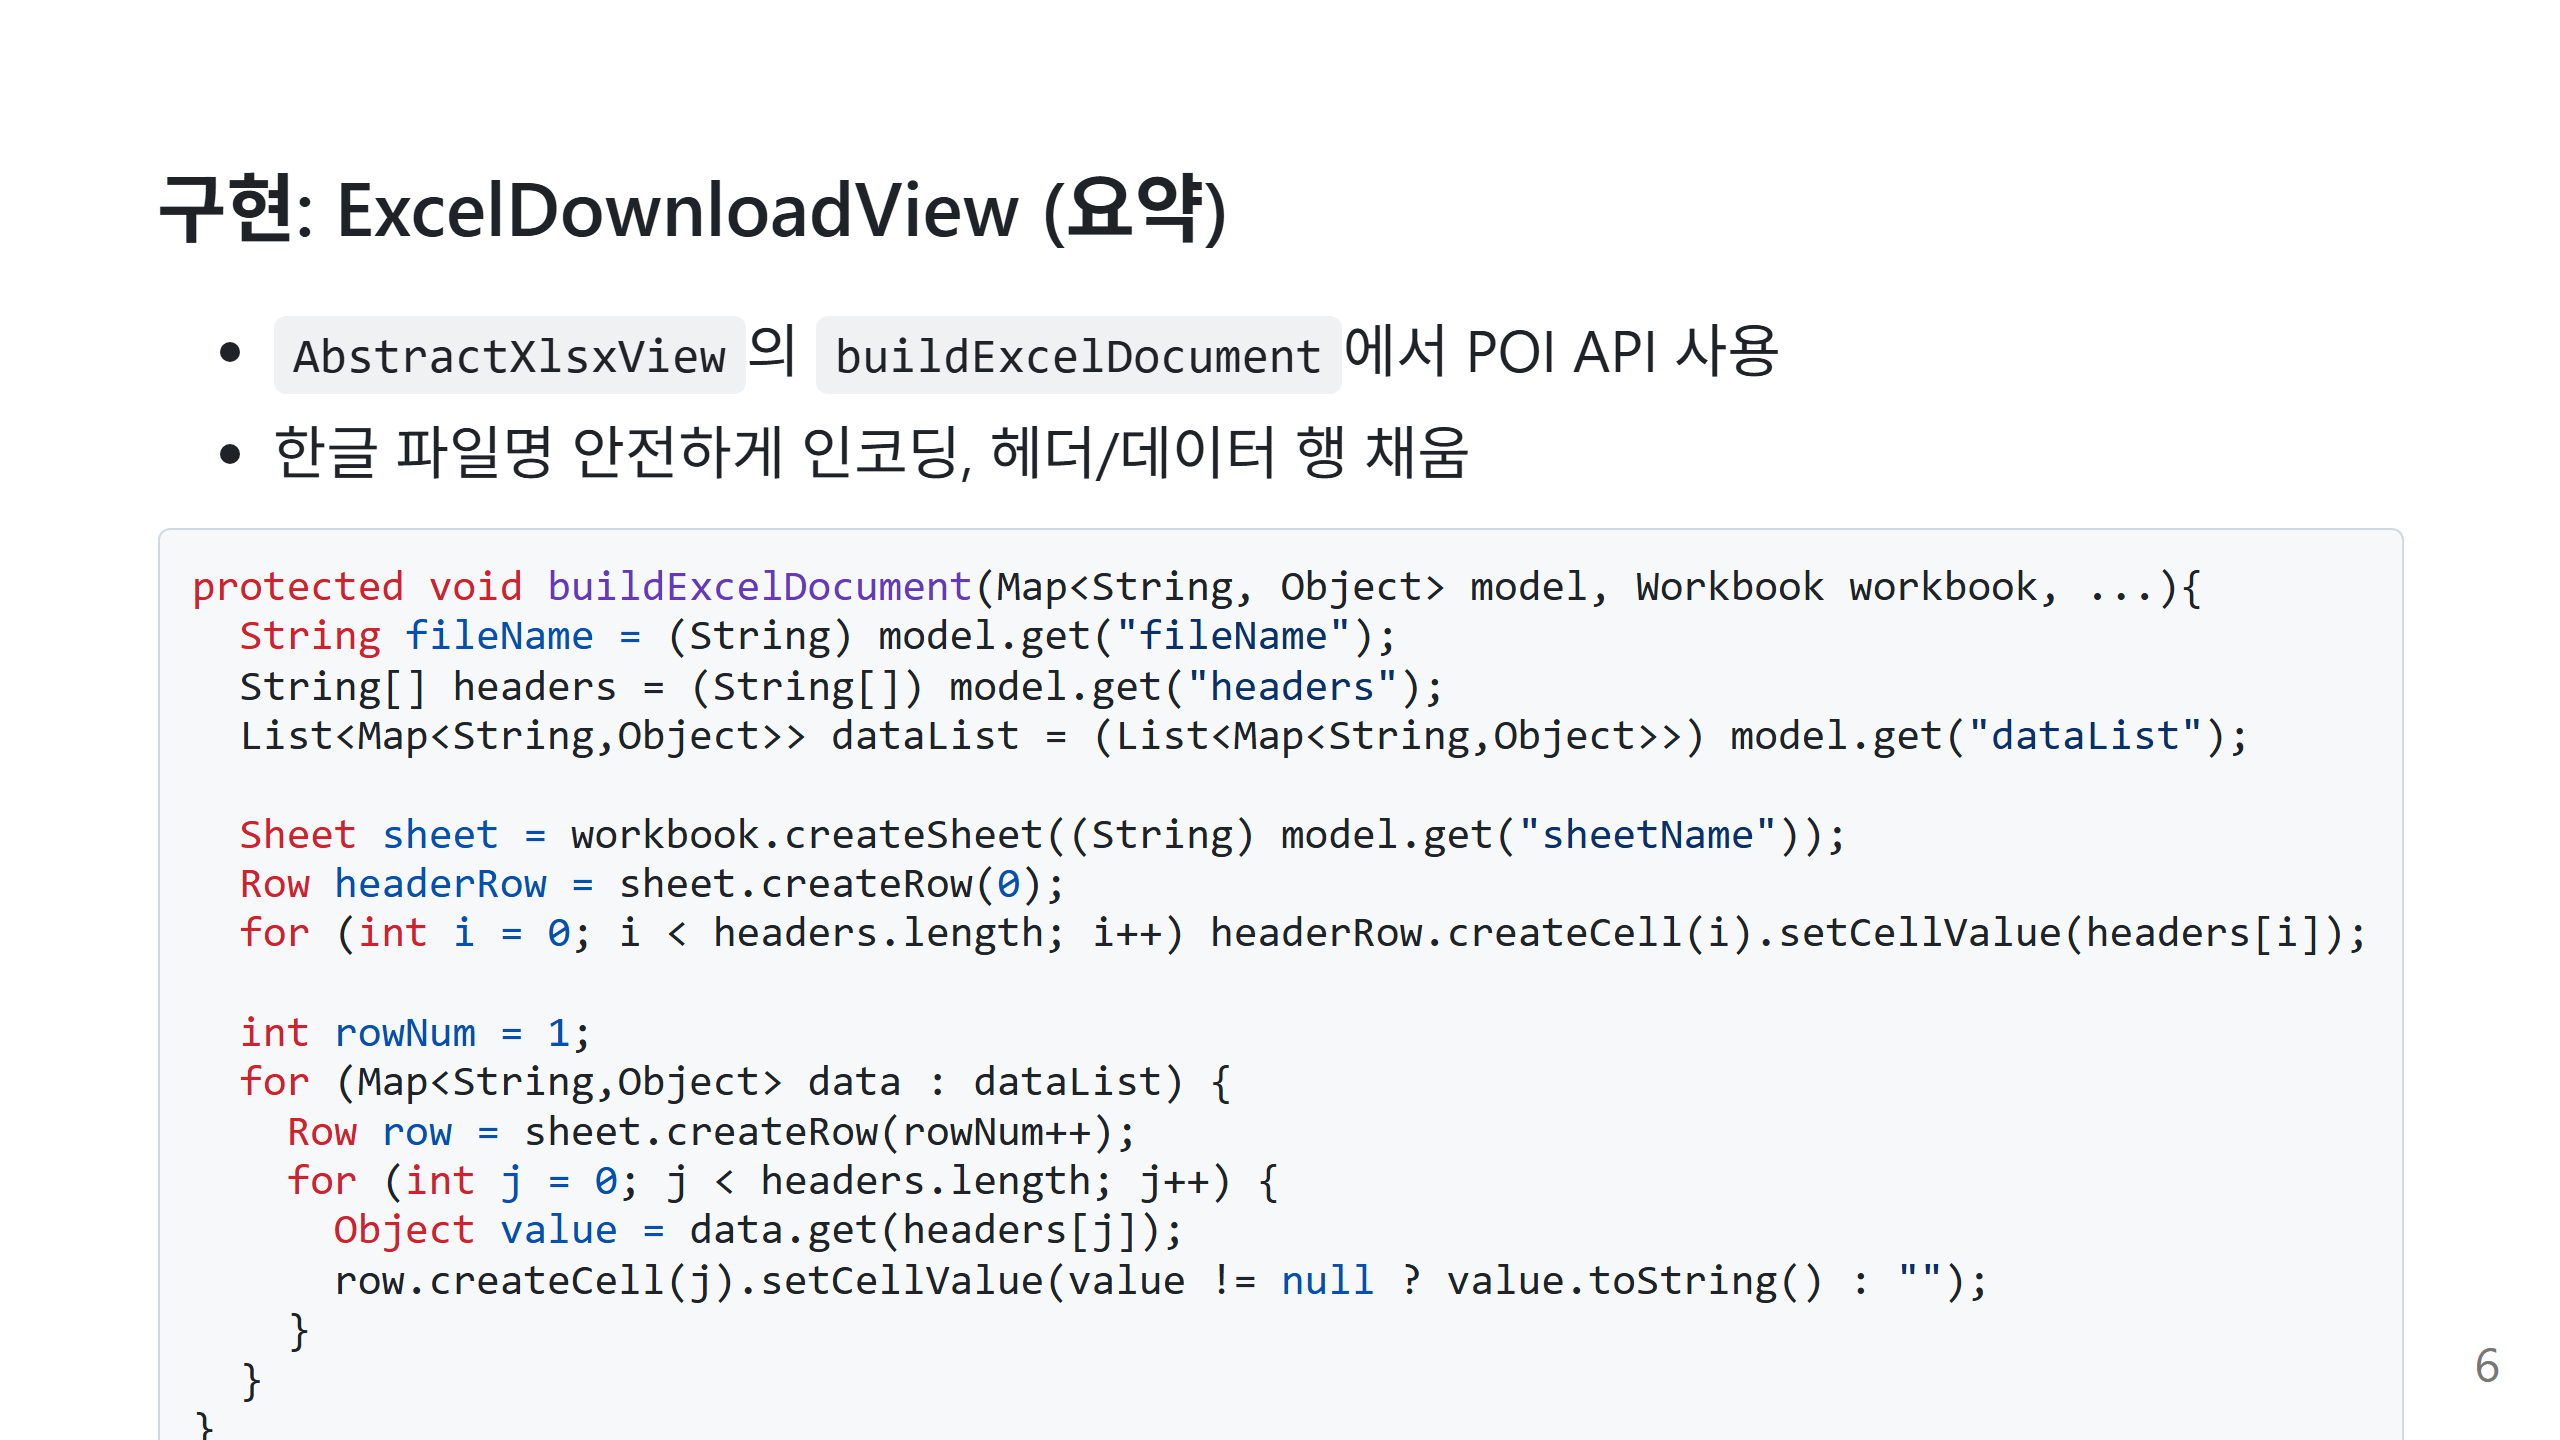 구현: ExcelDownloadView (요약)
• AbstractXlsxView의 buildExcelDocument에서 POI API 사용
• 한글 파일명 안전하게 인코딩, 헤더/데이터 행 채움
protected void buildExcelDocument(Map<String, Object> model, Workbook workbook, ...){
  String fileName = (String) model.get("fileName");
  String[] headers = (String[]) model.get("headers");
  List<Map<String,Object>> dataList = (List<Map<String,Object>>) model.get("dataList");

  Sheet sheet = workbook.createSheet((String) model.get("sheetName"));
  Row headerRow = sheet.createRow(0);
  for (int i = 0; i < headers.length; i++) headerRow.createCell(i).setCellValue(headers[i]);

  int rowNum = 1;
  for (Map<String,Object> data : dataList) {
    Row row = sheet.createRow(rowNum++);
    for (int j = 0; j < headers.length; j++) {
      Object value = data.get(headers[j]);
      row.createCell(j).setCellValue(value != null ? value.toString() : "");
    }
  }
}
6